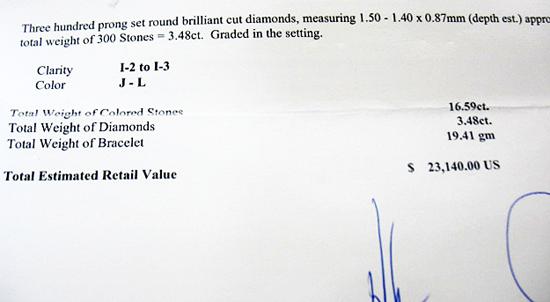 Three hundred prong set round brilliant cut diamonds, measuring 1.50 - 1.40 x 0.87mm (depth est.)
total weight of 300 Stones = 3.48ct. Graded in the setting.
Clarity I-2 to I-3
Color J - L
Total Weight of Colored Stones 16.59ct.
Total Weight of Diamonds 3.48ct.
Total Weight of Bracelet 19.41 gm
Total Estimated Retail Value $ 23,140.00 US